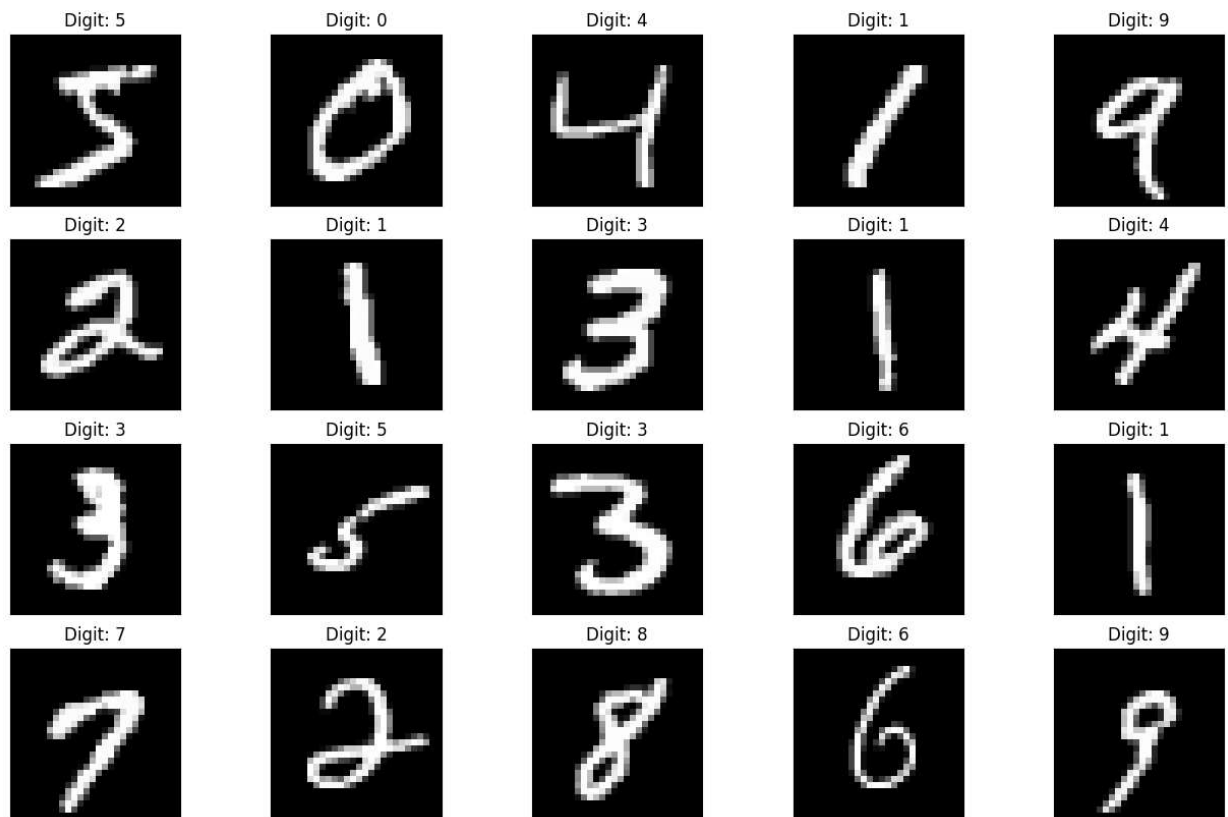 Digit: 5 Digit: 0 Digit: 4 Digit: 1 Digit: 9
5 0 4 1 9
Digit: 2 Digit: 1 Digit: 3 Digit: 1 Digit: 4
2 1 3 1 4
Digit: 3 Digit: 5 Digit: 3 Digit: 6 Digit: 1
3 5 3 6 1
Digit: 7 Digit: 2 Digit: 8 Digit: 6 Digit: 9
7 2 8 6 9